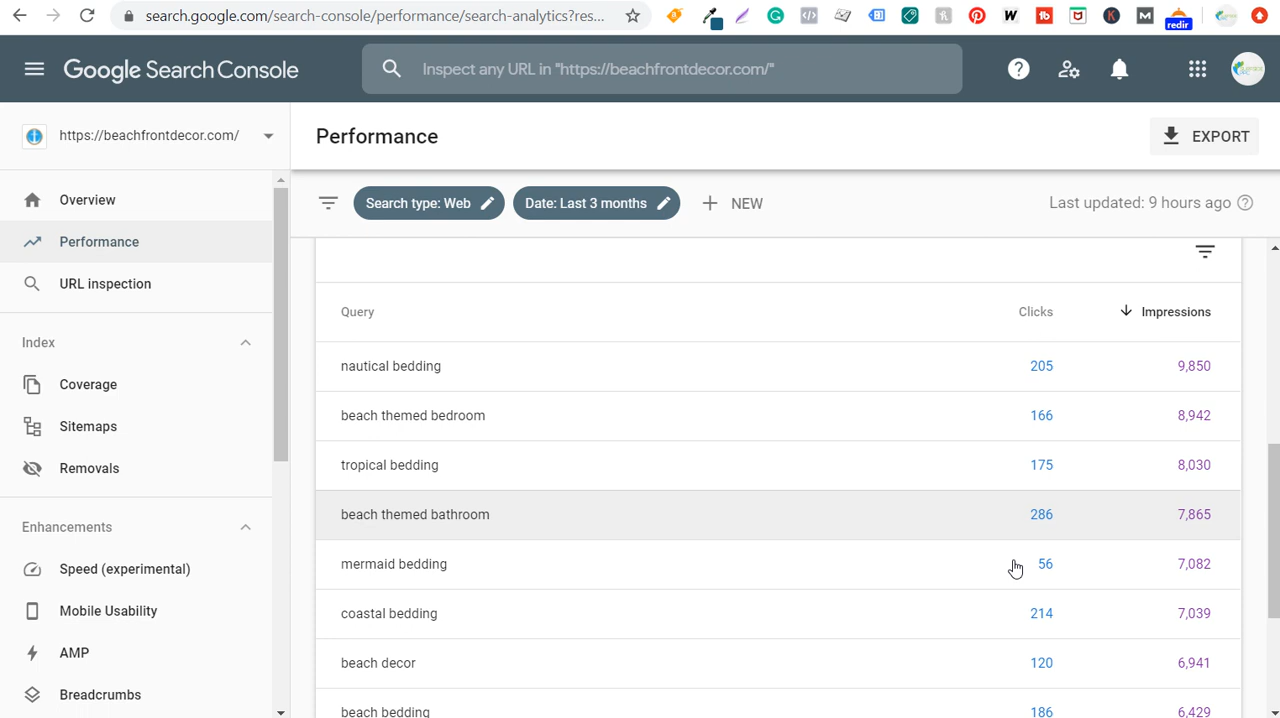 search.google.com/search-console/performance/search-analytics?res...
redir
Google Search Console
Inspect any URL in "https://beachfrontdecor.com/"
https://beachfrontdecor.com/
Performance
EXPORT
Search type: Web
Date: Last 3 months
NEW
Last updated: 9 hours ago
Overview
Performance
URL inspection
Index
Coverage
Sitemaps
Removals
Enhancements
Speed (experimental)
Mobile Usability
AMP
Breadcrumbs
Query Clicks Impressions
nautical bedding 205 9,850
beach themed bedroom 166 8,942
tropical bedding 175 8,030
beach themed bathroom 286 7,865
mermaid bedding 56 7,082
coastal bedding 214 7,039
beach decor 120 6,941
beach bedding 186 6,429